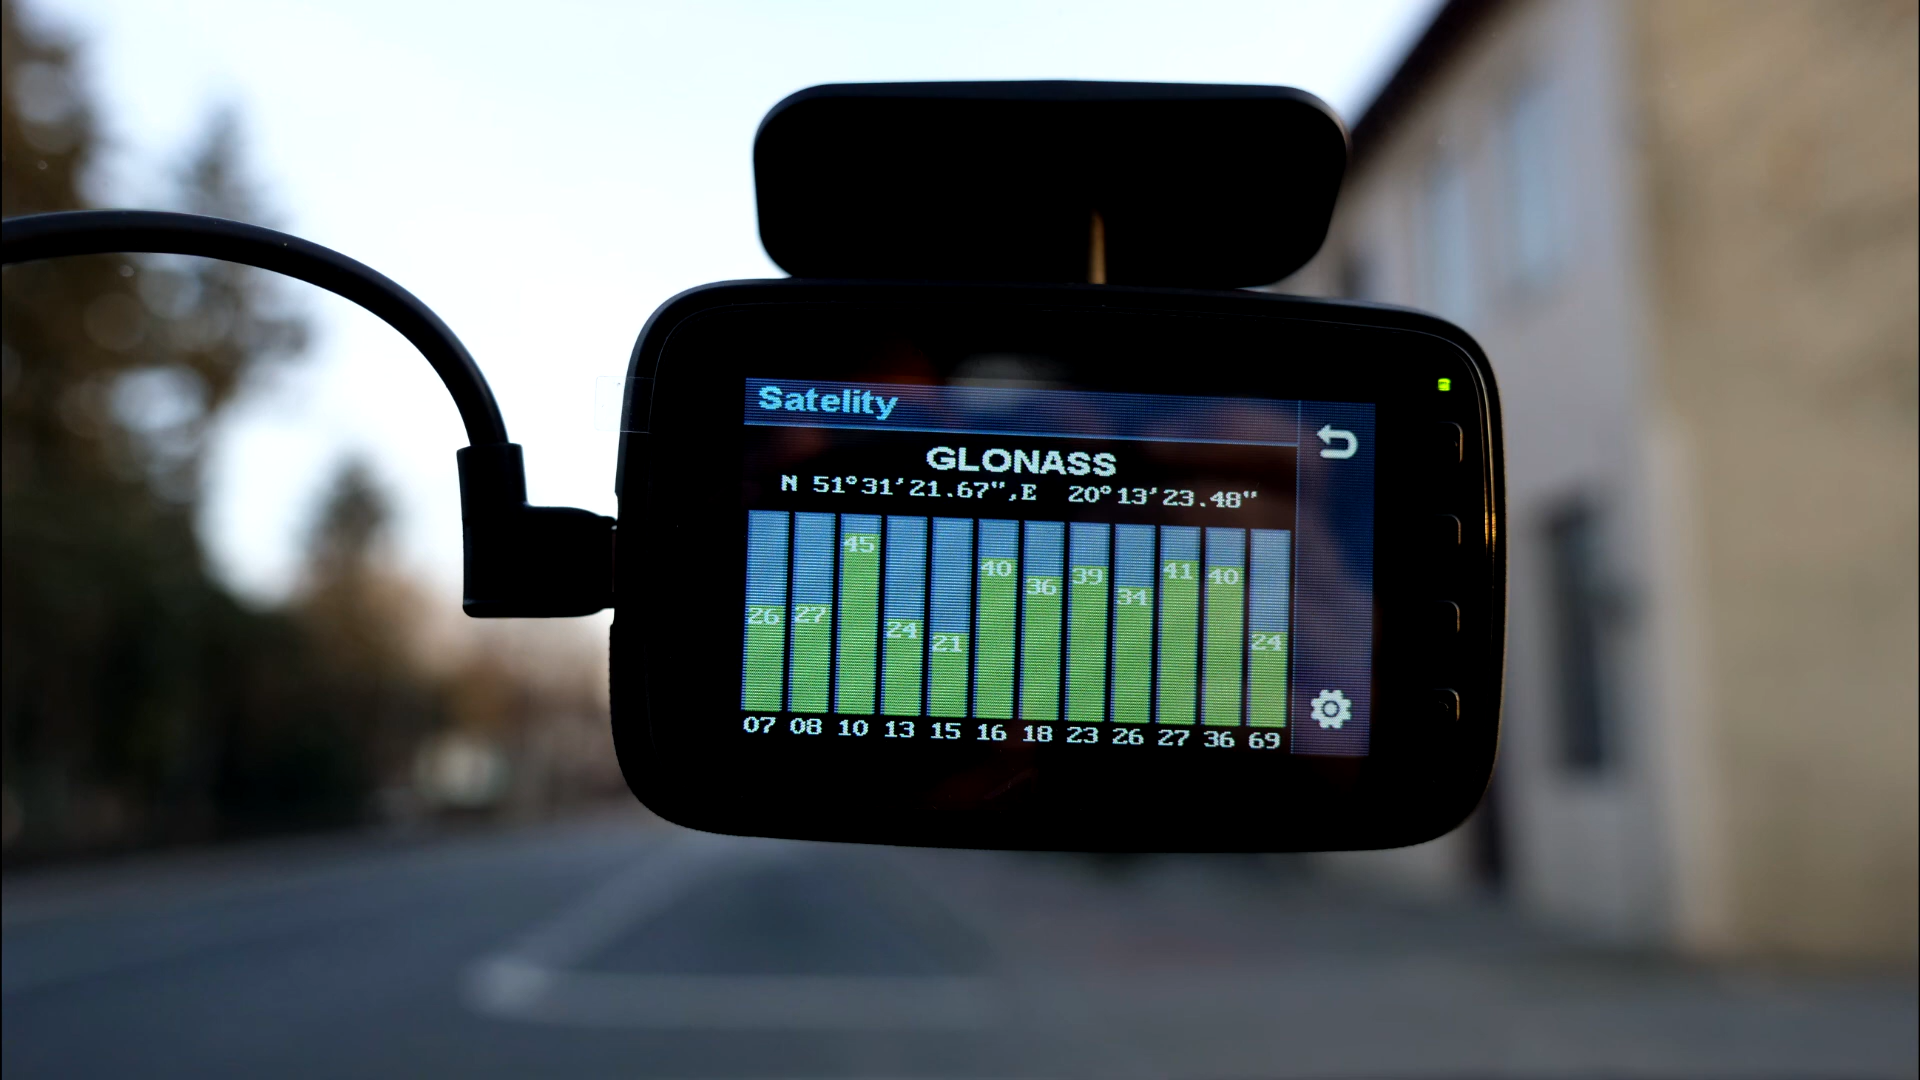 Satelity
GLONASS
N 51°31'21.67",E 20°13'23.48"
26 27 45 24 21 40 36 39 34 41 40 24
07 08 10 13 15 16 18 23 26 27 36 69